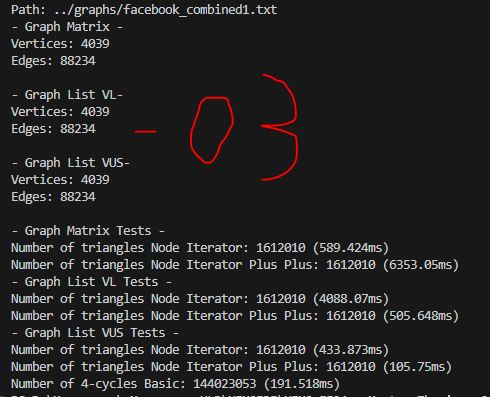 Path: ../graphs/facebook_combined1.txt
- Graph Matrix -
Vertices: 4039
Edges: 88234
- Graph List VL-
Vertices: 4039
Edges: 88234
- O3
- Graph List VUS-
Vertices: 4039
Edges: 88234
- Graph Matrix Tests -
Number of triangles Node Iterator: 1612010 (589.424ms)
Number of triangles Node Iterator Plus Plus: 1612010 (6353.05ms)
- Graph List VL Tests -
Number of triangles Node Iterator: 1612010 (4088.07ms)
Number of triangles Node Iterator Plus Plus: 1612010 (505.648ms)
- Graph List VUS Tests -
Number of triangles Node Iterator: 1612010 (433.873ms)
Number of triangles Node Iterator Plus Plus: 1612010 (105.75ms)
Number of 4-cycles Basic: 144023053 (191.518ms)